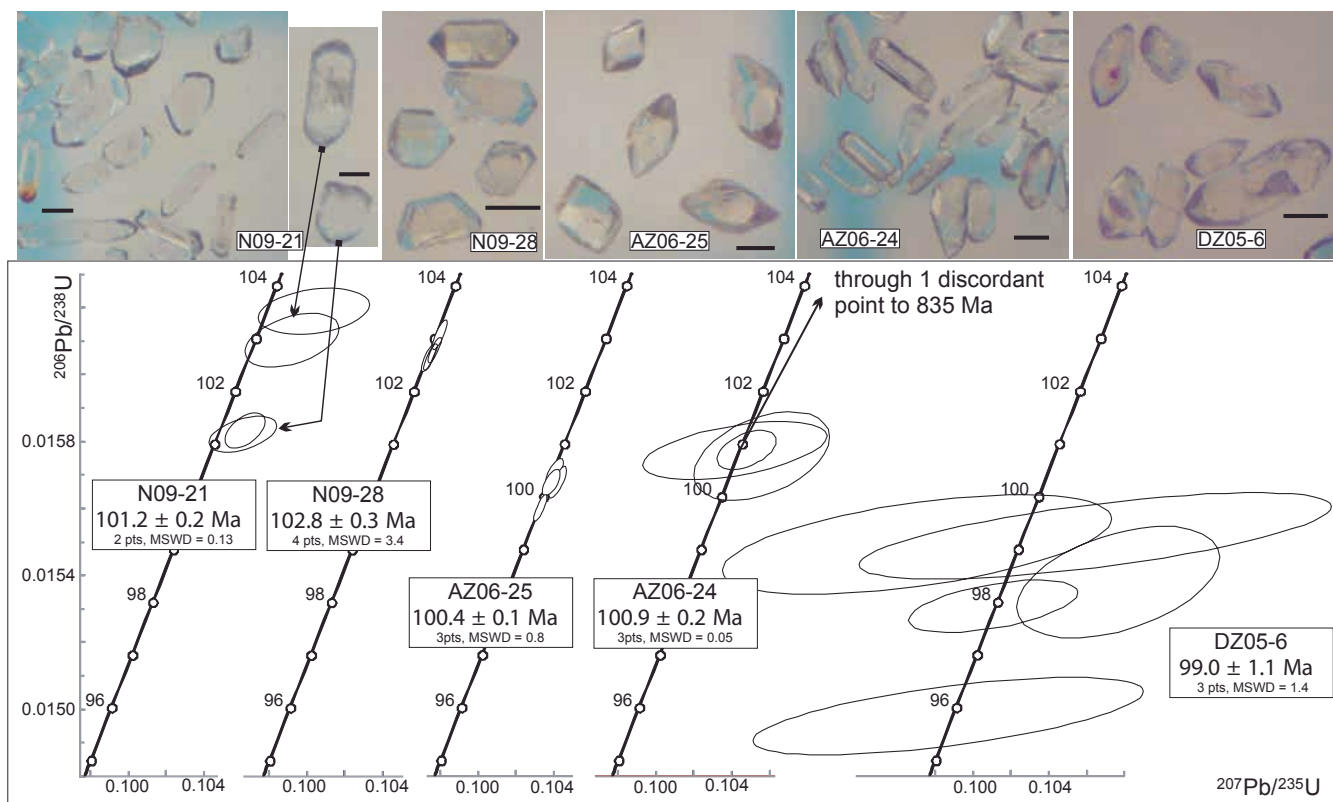 N09-21
N09-28
AZ06-25
AZ06-24
DZ05-6
through 1 discordant
point to 835 Ma
206Pb/238U
0.0158
0.0154
0.0150
104
102
98
96
N09-21
101.2 ± 0.2 Ma
2 pts, MSWD = 0.13
0.100
0.104
104
102
98
96
N09-28
102.8 ± 0.3 Ma
4 pts, MSWD = 3.4
0.100
0.104
104
102
100
96
AZ06-25
100.4 ± 0.1 Ma
3pts, MSWD = 0.8
0.100
0.104
104
102
100
96
AZ06-24
100.9 ± 0.2 Ma
3pts, MSWD = 0.05
0.100
0.104
104
102
100
98
96
DZ05-6
99.0 ± 1.1 Ma
3 pts, MSWD = 1.4
0.100
0.104
207Pb/235U